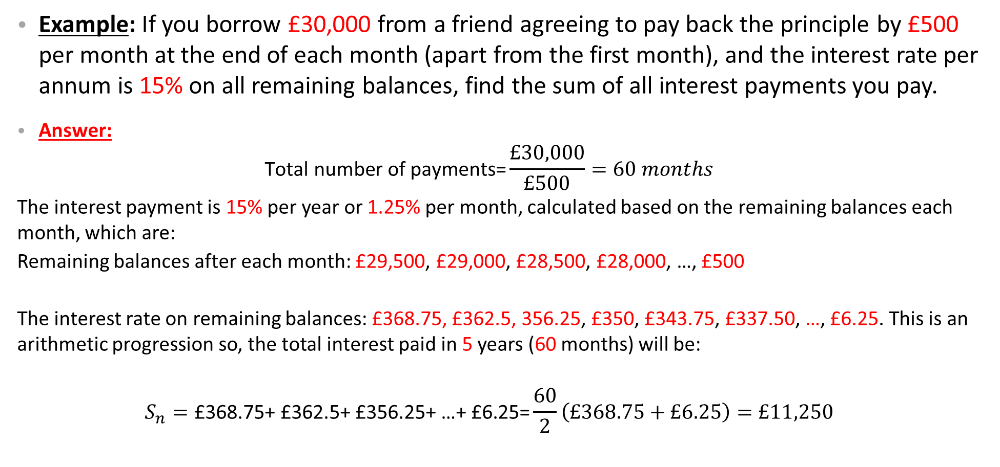 • Example: If you borrow £30,000 from a friend agreeing to pay back the principle by £500
per month at the end of each month (apart from the first month), and the interest rate per
annum is 15% on all remaining balances, find the sum of all interest payments you pay.
• Answer:
Total number of payments= £30,000 / £500 = 60 months
The interest payment is 15% per year or 1.25% per month, calculated based on the remaining balances each
month, which are:
Remaining balances after each month: £29,500, £29,000, £28,500, £28,000, ..., £500
The interest rate on remaining balances: £368.75, £362.5, 356.25, £350, £343.75, £337.50, ..., £6.25. This is an
arithmetic progression so, the total interest paid in 5 years (60 months) will be:
Sₙ = £368.75+ £362.5+ £356.25+ ...+ £6.25= 60/2 (£368.75 + £6.25) = £11,250